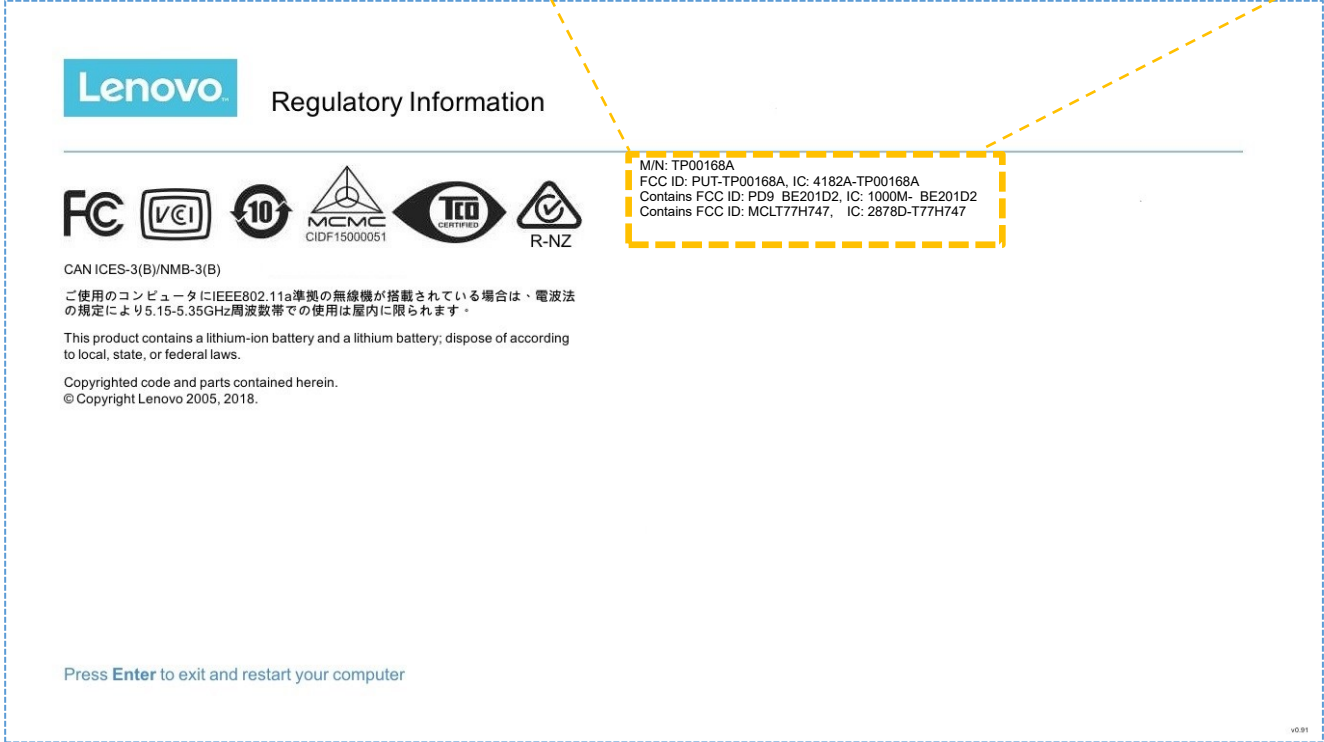 Lenovo
Regulatory Information
M/N: TP00168A
FCC ID: PUT-TP00168A, IC: 4182A-TP00168A
Contains FCC ID: PD9 BE201D2, IC: 1000M- BE201D2
Contains FCC ID: MCLT77H747, IC: 2878D-T77H747
FC
VCI
10
MCMC
CIDF15000051
TCO
CERTIFIED
R-NZ
CAN ICES-3(B)/NMB-3(B)
ご使用のコンピュータにIEEE802.11a準拠の無線機が搭載されている場合は、電波法
の規定により5.15-5.35GHz周波数帯での使用は屋内に限られます。
This product contains a lithium-ion battery and a lithium battery; dispose of according
to local, state, or federal laws.
Copyrighted code and parts contained herein.
© Copyright Lenovo 2005, 2018.
Press Enter to exit and restart your computer
v0.91